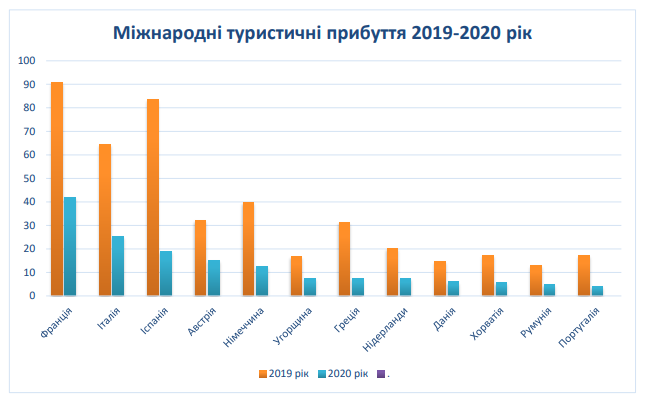 Міжнародні туристичні прибуття 2019-2020 рік
100
90
80
70
60
50
40
30
20
10
0
Франція
Італія
Іспанія
Австрія
Німеччина
Угорщина
Греція
Нідерланди
Данія
Хорватія
Румунія
Португалія
2019 рік 2020 рік .